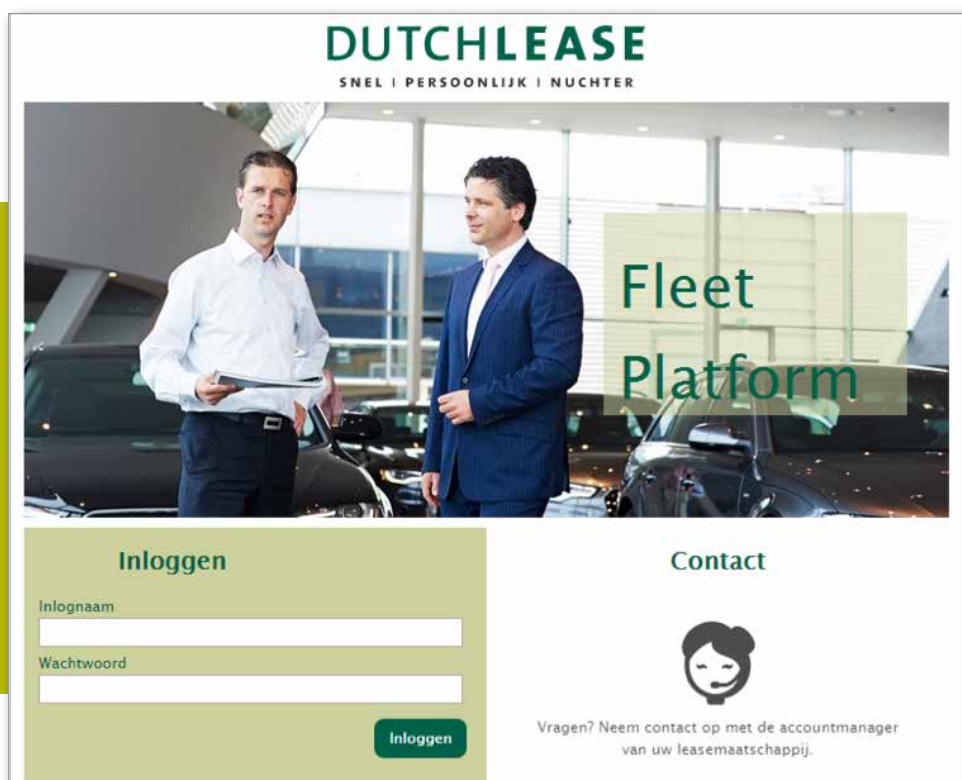 DUTCHLEASE
SNEL | PERSOONLIJK | NUCHTER
Fleet
Platform
Inloggen
Inlognaam
Wachtwoord
Inloggen
Contact
Vragen? Neem contact op met de accountmanager
van uw leasemaatschappij.